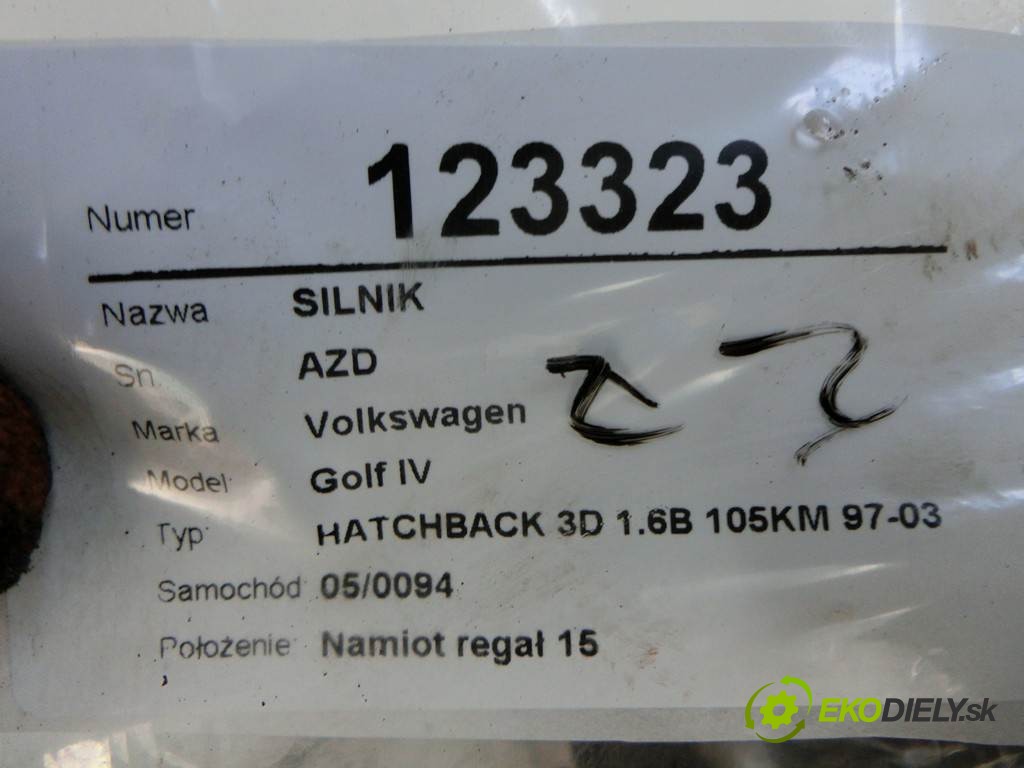 Numer 123323
Nazwa SILNIK
Sn. AZD
Marka Volkswagen
Model Golf IV
Typ HATCHBACK 3D 1.6B 105KM 97-03
Samochód 05/0094
Położenie Namiot regał 15
EKODIELY.sk